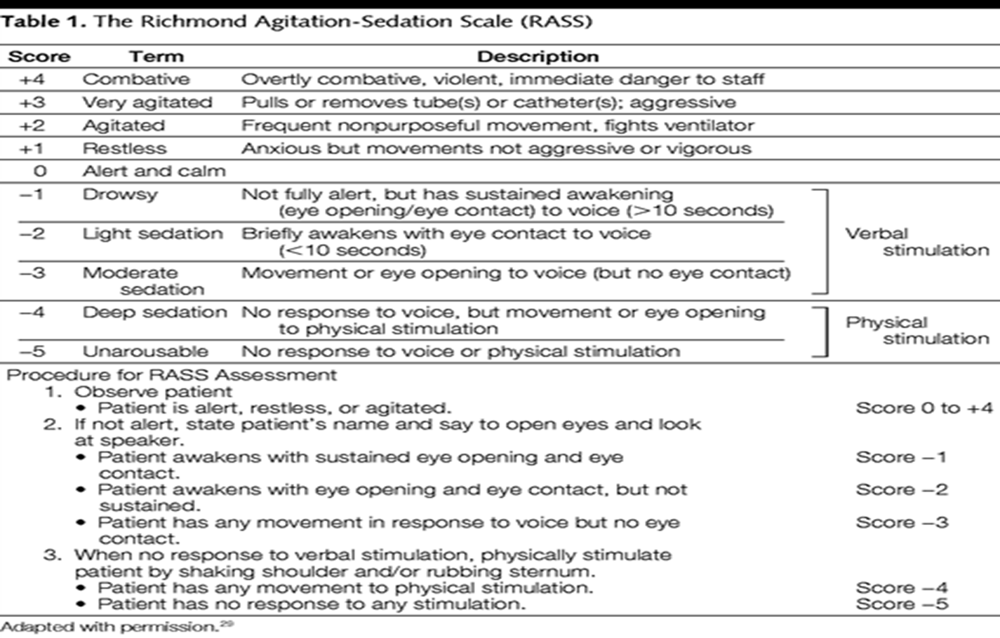 Table 1. The Richmond Agitation-Sedation Scale (RASS)
Score Term Description
+4 Combative Overtly combative, violent, immediate danger to staff
+3 Very agitated Pulls or removes tube(s) or catheter(s); aggressive
+2 Agitated Frequent nonpurposeful movement, fights ventilator
+1 Restless Anxious but movements not aggressive or vigorous
0 Alert and calm
−1 Drowsy Not fully alert, but has sustained awakening
(eye opening/eye contact) to voice (>10 seconds)
−2 Light sedation Briefly awakens with eye contact to voice Verbal
(<10 seconds) stimulation
−3 Moderate Movement or eye opening to voice (but no eye contact)
sedation
−4 Deep sedation No response to voice, but movement or eye opening Physical
to physical stimulation stimulation
−5 Unarousable No response to voice or physical stimulation
Procedure for RASS Assessment
1. Observe patient
• Patient is alert, restless, or agitated. Score 0 to +4
2. If not alert, state patient's name and say to open eyes and look
at speaker.
• Patient awakens with sustained eye opening and eye Score −1
contact.
• Patient awakens with eye opening and eye contact, but not Score −2
sustained.
• Patient has any movement in response to voice but no eye Score −3
contact.
3. When no response to verbal stimulation, physically stimulate
patient by shaking shoulder and/or rubbing sternum.
• Patient has any movement to physical stimulation. Score −4
• Patient has no response to any stimulation. Score −5
Adapted with permission.29